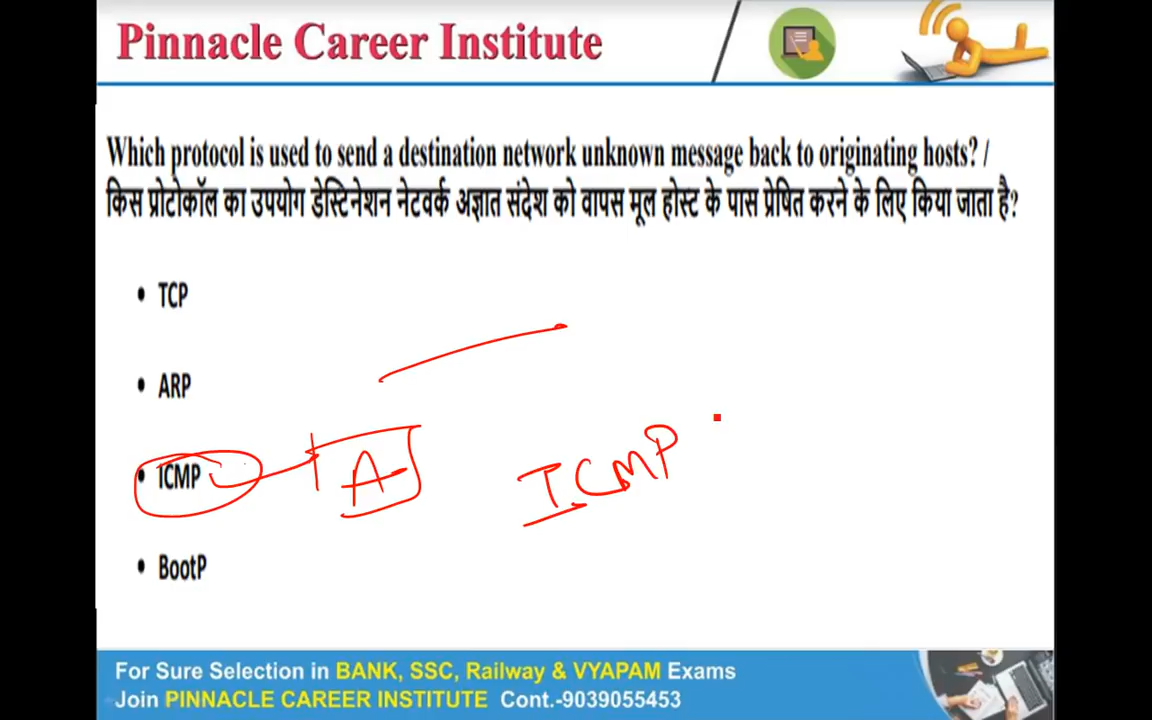 Pinnacle Career Institute
Which protocol is used to send a destination network unknown message back to originating hosts? /
किस प्रोटोकॉल का उपयोग डेस्टिनेशन नेटवर्क अज्ञात संदेश को वापस मूल होस्ट के पास प्रेषित करने के लिए किया जाता है?
• TCP
• ARP
• ICMP
A
ICMP
• BootP
For Sure Selection in BANK, SSC, Railway & VYAPAM Exams
Join PINNACLE CAREER INSTITUTE Cont.-9039055453